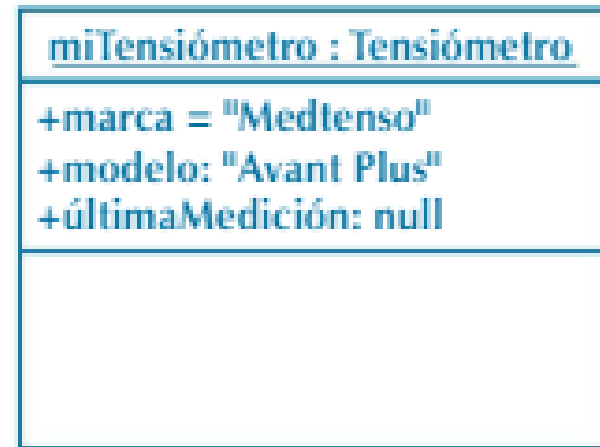 miTensiómetro : Tensiómetro
+marca = "Medtenso"
+modelo: "Avant Plus"
+últimaMedición: null